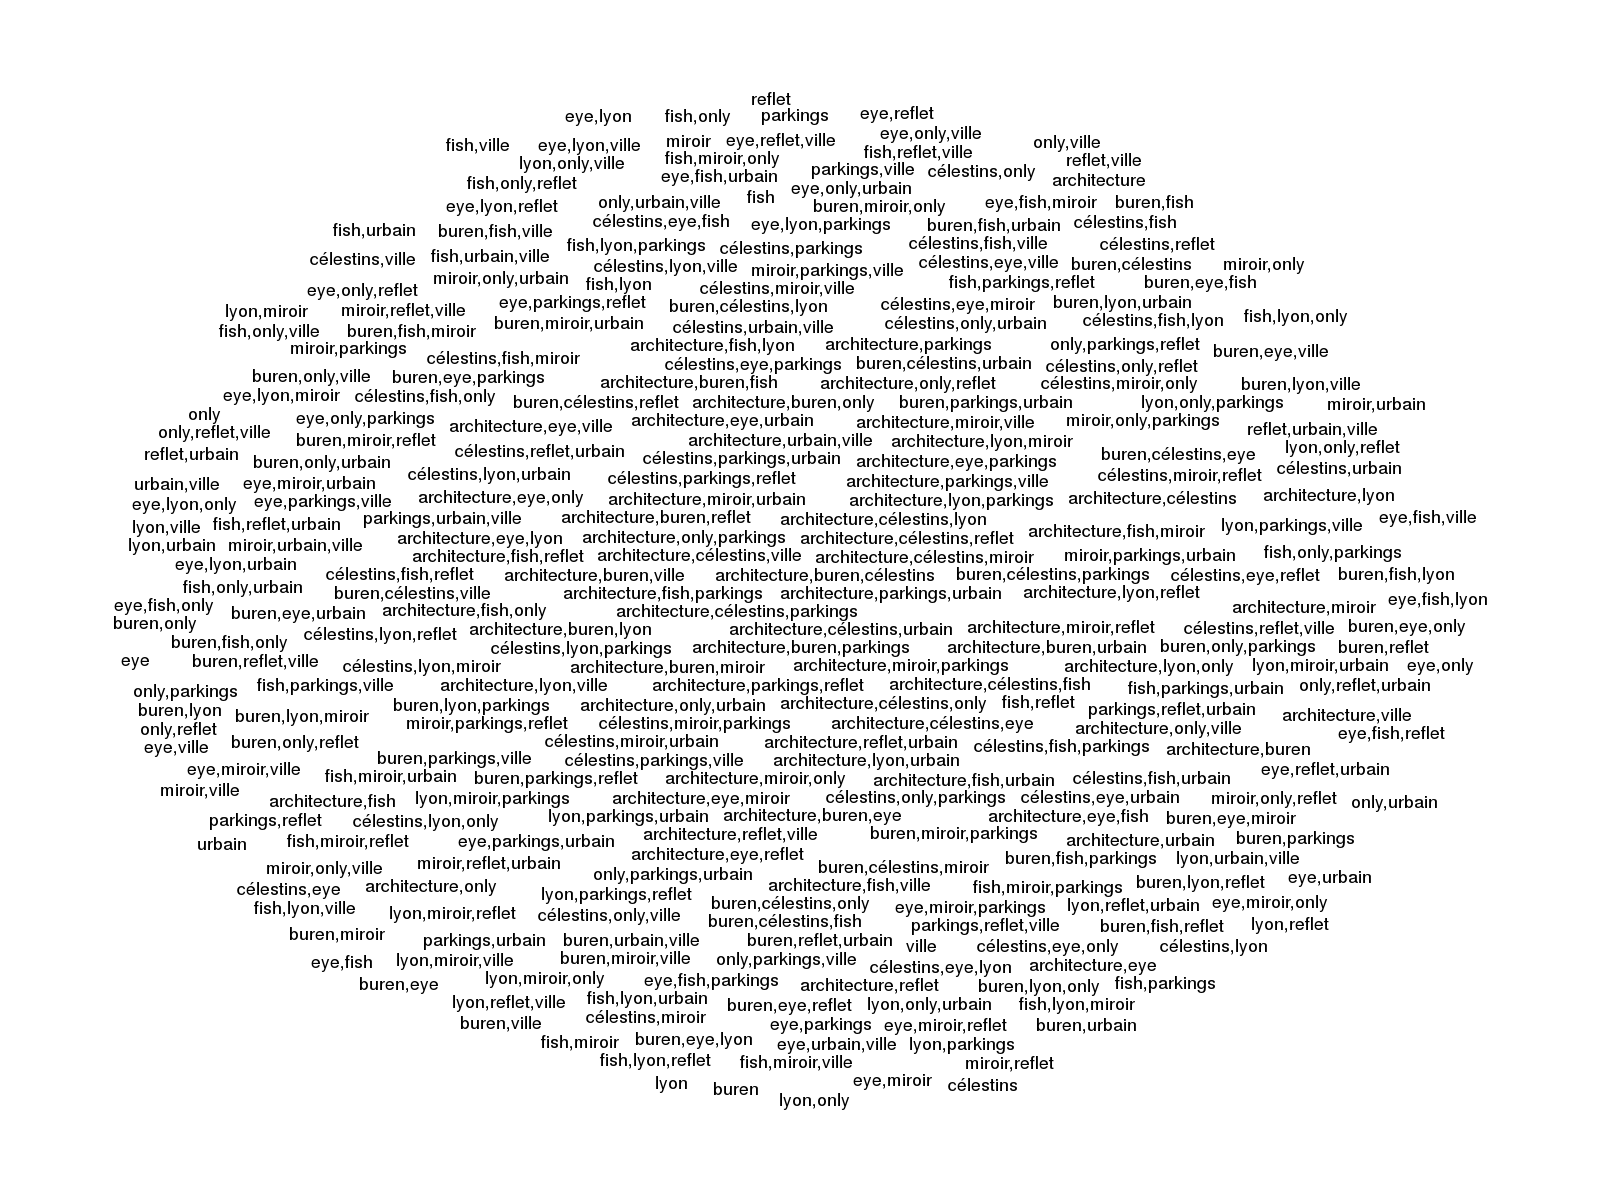 reflet
eye,lyon fish,only parkings eye,reflet
fish,ville eye,lyon,ville miroir eye,reflet,ville eye,only,ville only,ville
lyon,only,ville fish,miroir,only fish,reflet,ville reflet,ville
fish,only,reflet eye,fish,urbain parkings,ville célestins,only architecture
eye,lyon,reflet only,urbain,ville fish eye,only,urbain buren,miroir,only eye,fish,miroir buren,fish
fish,urbain buren,fish,ville célestins,eye,fish eye,lyon,parkings buren,fish,urbain célestins,fish
célestins,ville fish,urbain,ville fish,lyon,parkings célestins,parkings célestins,fish,ville célestins,reflet
miroir,only,urbain célestins,lyon,ville miroir,parkings,ville célestins,eye,ville buren,célestins miroir,only
eye,only,reflet fish,lyon célestins,miroir,ville fish,parkings,reflet buren,eye,fish
lyon,miroir miroir,reflet,ville eye,parkings,reflet buren,célestins,lyon célestins,eye,miroir buren,lyon,urbain
fish,only,ville buren,fish,miroir buren,miroir,urbain célestins,urbain,ville célestins,only,urbain célestins,fish,lyon fish,lyon,only
miroir,parkings célestins,fish,miroir architecture,fish,lyon architecture,parkings only,parkings,reflet buren,eye,ville
célestins,eye,parkings buren,célestins,urbain célestins,only,reflet
buren,only,ville buren,eye,parkings architecture,buren,fish architecture,only,reflet célestins,miroir,only buren,lyon,ville
eye,lyon,miroir célestins,fish,only buren,célestins,reflet architecture,buren,only buren,parkings,urbain lyon,only,parkings miroir,urbain
only eye,only,parkings architecture,eye,ville architecture,eye,urbain architecture,miroir,ville miroir,only,parkings
only,reflet,ville buren,miroir,reflet architecture,urbain,ville architecture,lyon,miroir reflet,urbain,ville
reflet,urbain buren,only,urbain célestins,reflet,urbain célestins,parkings,urbain architecture,eye,parkings buren,célestins,eye lyon,only,reflet
urbain,ville eye,miroir,urbain célestins,lyon,urbain célestins,parkings,reflet architecture,parkings,ville célestins,miroir,reflet célestins,urbain
eye,lyon,only eye,parkings,ville architecture,eye,only architecture,miroir,urbain architecture,lyon,parkings architecture,célestins architecture,lyon
lyon,ville fish,reflet,urbain parkings,urbain,ville architecture,buren,reflet architecture,célestins,lyon architecture,fish,miroir lyon,parkings,ville eye,fish,ville
lyon,urbain miroir,urbain,ville architecture,eye,lyon architecture,only,parkings architecture,célestins,reflet
eye,lyon,urbain architecture,fish,reflet architecture,célestins,ville architecture,célestins,miroir miroir,parkings,urbain fish,only,parkings
fish,only,urbain célestins,fish,reflet architecture,buren,ville architecture,buren,célestins buren,célestins,parkings célestins,eye,reflet buren,fish,lyon
eye,fish,only buren,célestins,ville architecture,fish,parkings architecture,parkings,urbain architecture,lyon,reflet architecture,miroir eye,fish,lyon
buren,only buren,eye,urbain architecture,fish,only architecture,célestins,parkings
buren,fish,only célestins,lyon,reflet architecture,buren,lyon architecture,célestins,urbain architecture,miroir,reflet célestins,reflet,ville buren,eye,only
eye buren,reflet,ville célestins,lyon,parkings architecture,buren,parkings architecture,buren,urbain buren,only,parkings buren,reflet
célestins,lyon,miroir architecture,buren,miroir architecture,miroir,parkings architecture,lyon,only lyon,miroir,urbain eye,only
only,parkings fish,parkings,ville architecture,lyon,ville architecture,parkings,reflet architecture,célestins,fish fish,parkings,urbain only,reflet,urbain
buren,lyon buren,lyon,miroir buren,lyon,parkings architecture,only,urbain architecture,célestins,only fish,reflet parkings,reflet,urbain architecture,ville
only,reflet miroir,parkings,reflet célestins,miroir,parkings architecture,célestins,eye architecture,only,ville eye,fish,reflet
eye,ville buren,only,reflet célestins,miroir,urbain architecture,reflet,urbain célestins,fish,parkings architecture,buren
eye,miroir,ville buren,parkings,ville célestins,parkings,ville architecture,lyon,urbain eye,reflet,urbain
miroir,ville fish,miroir,urbain buren,parkings,reflet architecture,miroir,only architecture,fish,urbain célestins,fish,urbain
architecture,fish lyon,miroir,parkings architecture,eye,miroir célestins,only,parkings célestins,eye,urbain miroir,only,reflet only,urbain
parkings,reflet célestins,lyon,only lyon,parkings,urbain architecture,buren,eye architecture,eye,fish buren,eye,miroir
urbain fish,miroir,reflet eye,parkings,urbain architecture,reflet,ville buren,miroir,parkings architecture,urbain buren,parkings
miroir,only,ville miroir,reflet,urbain architecture,eye,reflet buren,célestins,miroir buren,fish,parkings lyon,urbain,ville
célestins,eye architecture,only only,parkings,urbain architecture,fish,ville fish,miroir,parkings buren,lyon,reflet eye,urbain
fish,lyon,ville lyon,miroir,reflet lyon,parkings,reflet buren,célestins,only eye,miroir,parkings lyon,reflet,urbain eye,miroir,only
célestins,only,ville buren,célestins,fish parkings,reflet,ville buren,fish,reflet lyon,reflet
buren,miroir parkings,urbain buren,urbain,ville buren,reflet,urbain ville célestins,eye,only célestins,lyon
eye,fish lyon,miroir,ville buren,miroir,ville only,parkings,ville célestins,eye,lyon architecture,eye
buren,eye lyon,miroir,only eye,fish,parkings architecture,reflet buren,lyon,only fish,parkings
lyon,reflet,ville fish,lyon,urbain buren,eye,reflet lyon,only,urbain fish,lyon,miroir
buren,ville célestins,miroir eye,parkings eye,miroir,reflet buren,urbain
fish,miroir buren,eye,lyon eye,urbain,ville lyon,parkings
fish,lyon,reflet fish,miroir,ville miroir,reflet
lyon buren eye,miroir célestins
lyon,only